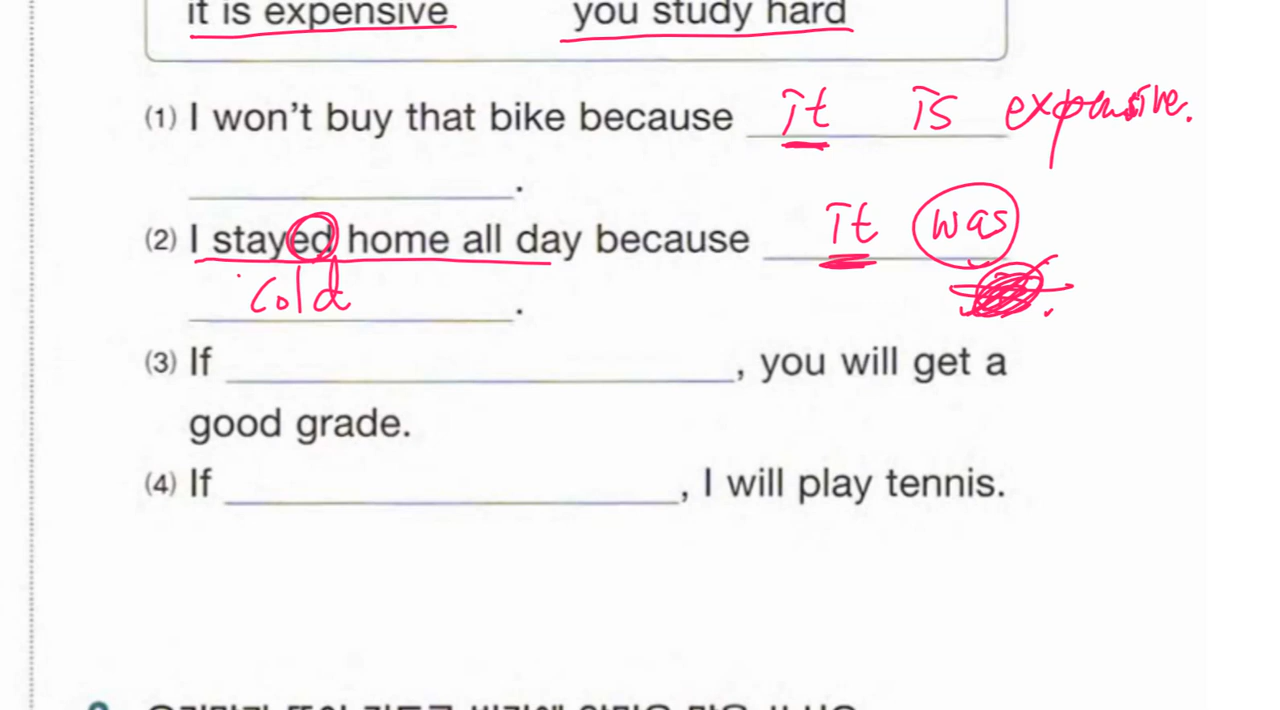 it is expensive you study hard
(1) I won't buy that bike because it is expensive.
.
(2) I stayed home all day because it was
cold.
(3) If , you will get a
good grade.
(4) If , I will play tennis.